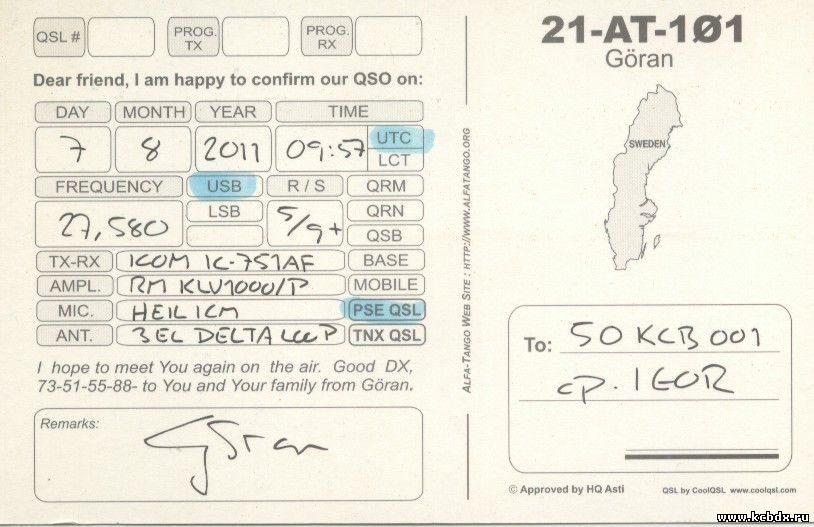 QSL #
PROG. TX
PROG. RX
Dear friend, I am happy to confirm our QSO on:
DAY MONTH YEAR TIME
7 8 2011 09:57 UTC
LCT
FREQUENCY USB R / S QRM
27,580 LSB 5/9+ QRN
QSB
TX-RX ICOM IC-751AF BASE
AMPL. RM KLV1000/P MOBILE
MIC. HEIL ICM PSE QSL
ANT. 3 EL DELTA LOOP TNX QSL
I hope to meet You again on the air. Good DX,
73-51-55-88- to You and Your family from Göran.
Remarks:
Göran
ALFA-TANGO WEB SITE : HTTP://WWW.ALFATANGO.ORG
21-AT-1Ø1
Göran
SWEDEN
To: 50 KCB 001
op. IGOR
© Approved by HQ Asti QSL by CoolQSL www.coolqsl.com
www.kcbdx.ru